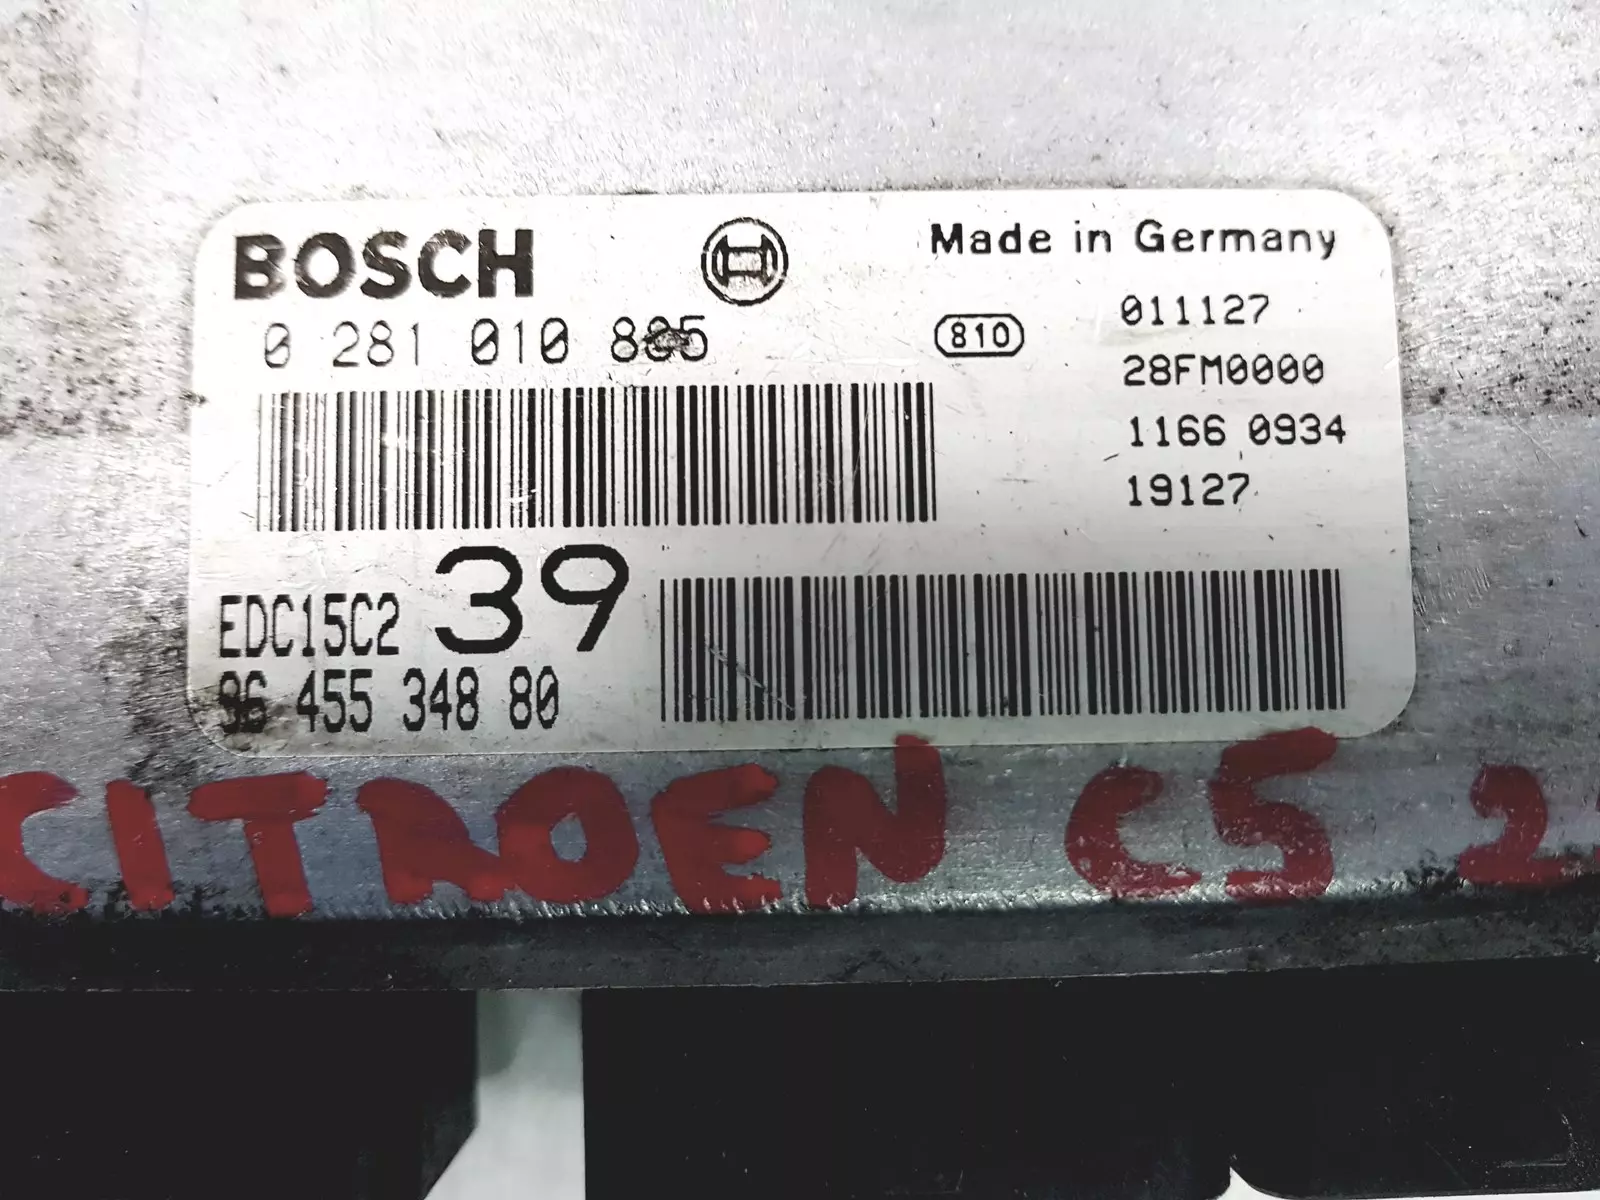 BOSCH
Made in Germany
0 281 010
810
011127
28FM0000
1166 0934
19127
EDC15C2 39
96 455 348 80
CITROEN C5